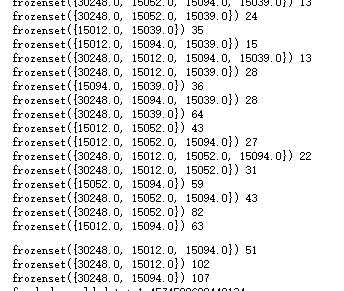 frozenset({30248.0, 15052.0, 15094.0, 15039.0}) 13
frozenset({30248.0, 15052.0, 15039.0}) 24
frozenset({15012.0, 15039.0}) 35
frozenset({15012.0, 15094.0, 15039.0}) 15
frozenset({30248.0, 15012.0, 15094.0, 15039.0}) 13
frozenset({30248.0, 15012.0, 15039.0}) 28
frozenset({15094.0, 15039.0}) 36
frozenset({30248.0, 15094.0, 15039.0}) 28
frozenset({30248.0, 15039.0}) 64
frozenset({15012.0, 15052.0}) 43
frozenset({15012.0, 15052.0, 15094.0}) 27
frozenset({30248.0, 15012.0, 15052.0, 15094.0}) 22
frozenset({30248.0, 15012.0, 15052.0}) 31
frozenset({15052.0, 15094.0}) 59
frozenset({30248.0, 15052.0, 15094.0}) 43
frozenset({30248.0, 15052.0}) 82
frozenset({15012.0, 15094.0}) 63
frozenset({30248.0, 15012.0, 15094.0}) 51
frozenset({30248.0, 15012.0}) 102
frozenset({30248.0, 15094.0}) 107